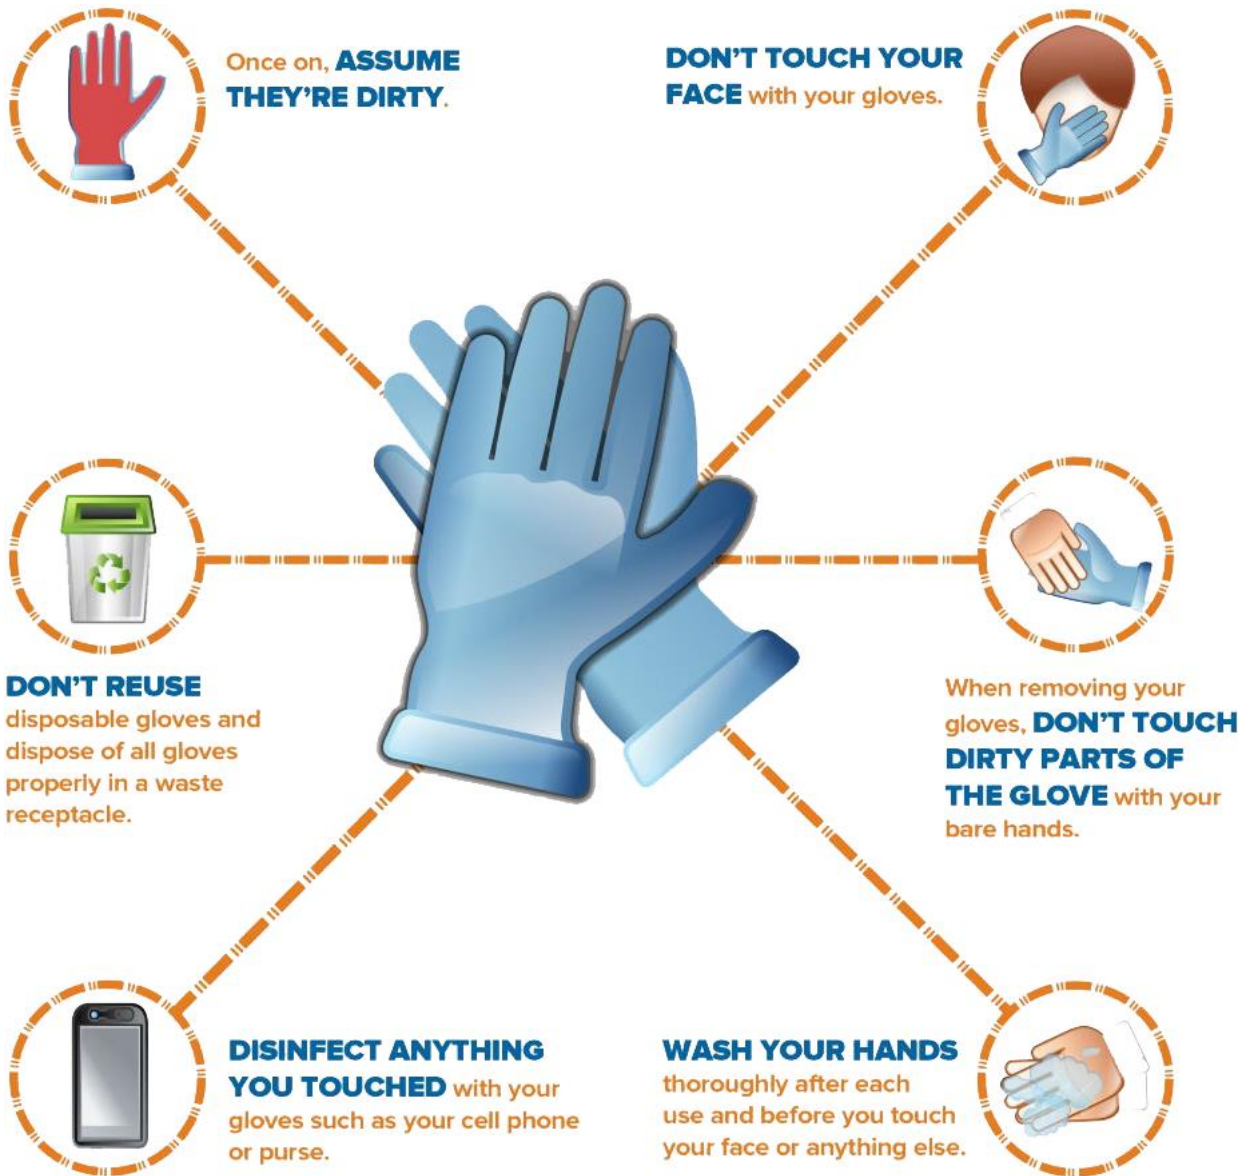 Once on, ASSUME
THEY'RE DIRTY.
DON'T TOUCH YOUR
FACE with your gloves.
DON'T REUSE
disposable gloves and
dispose of all gloves
properly in a waste
receptacle.
When removing your
gloves, DON'T TOUCH
DIRTY PARTS OF
THE GLOVE with your
bare hands.
DISINFECT ANYTHING
YOU TOUCHED with your
gloves such as your cell phone
or purse.
WASH YOUR HANDS
thoroughly after each
use and before you touch
your face or anything else.